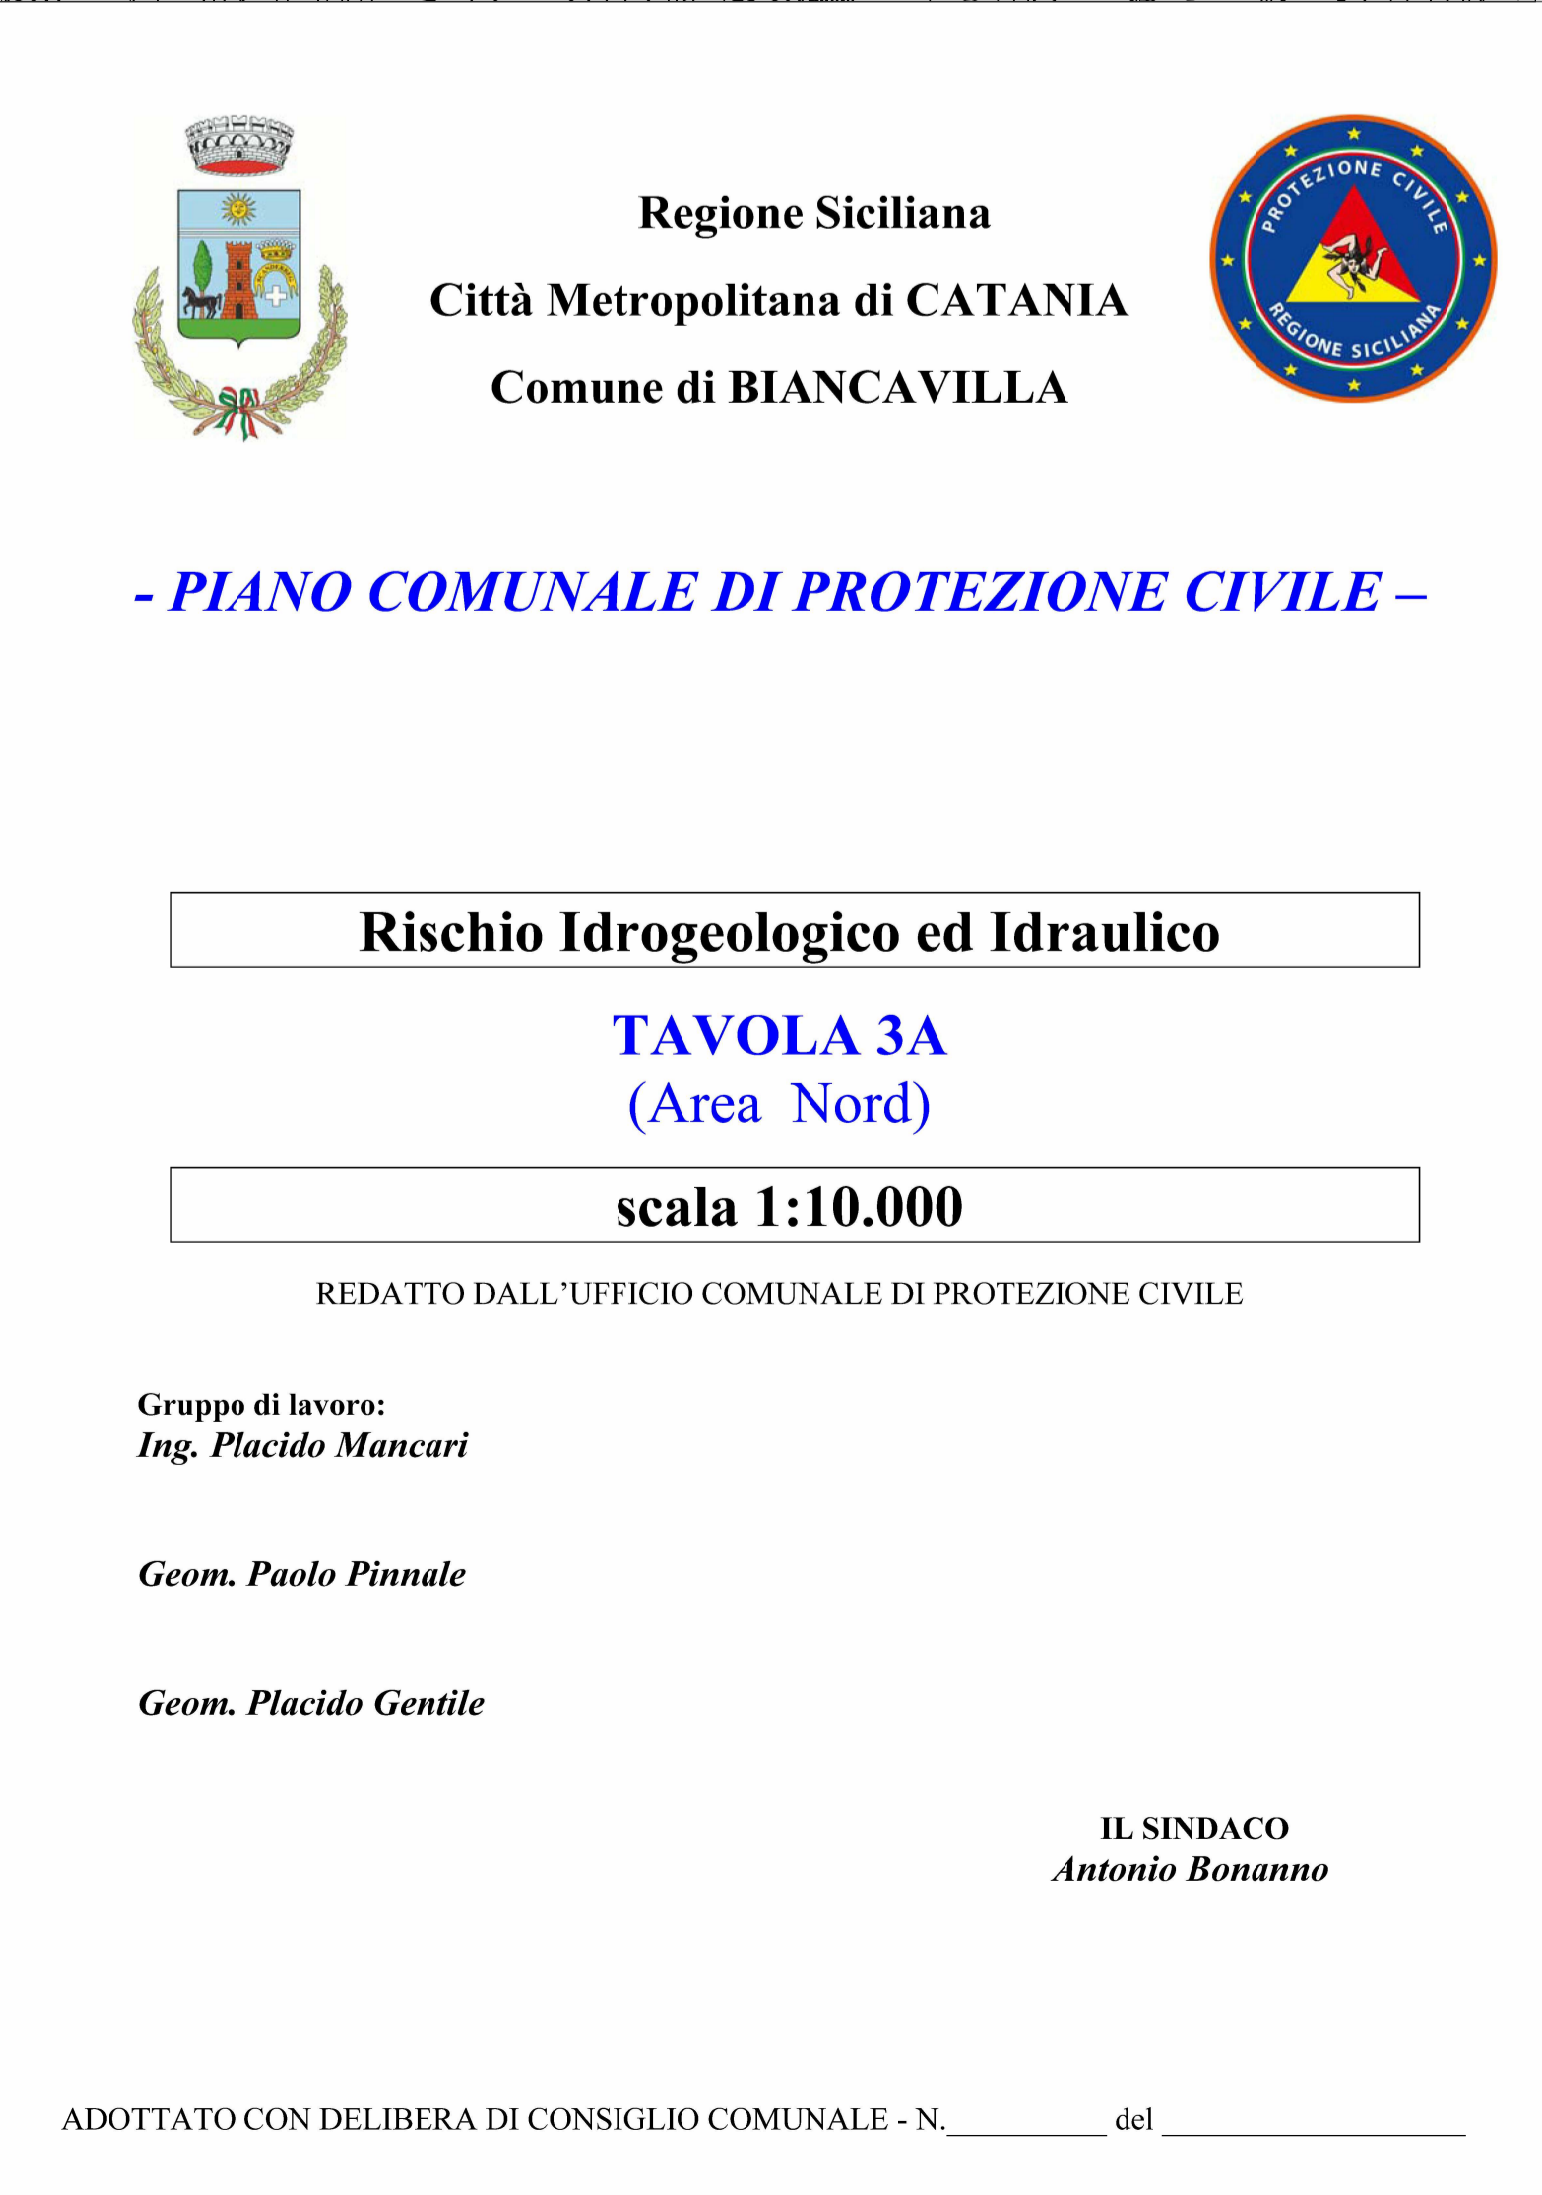 Regione Siciliana
Città Metropolitana di CATANIA
Comune di BIANCAVILLA
PROTEZIONE CIVILE
REGIONE SICILIANA
- PIANO COMUNALE DI PROTEZIONE CIVILE –
Rischio Idrogeologico ed Idraulico
TAVOLA 3A
(Area Nord)
scala 1:10.000
REDATTO DALL’UFFICIO COMUNALE DI PROTEZIONE CIVILE
Gruppo di lavoro:
Ing. Placido Mancari
Geom. Paolo Pinnale
Geom. Placido Gentile
IL SINDACO
Antonio Bonanno
ADOTTATO CON DELIBERA DI CONSIGLIO COMUNALE - N.__________ del ___________________